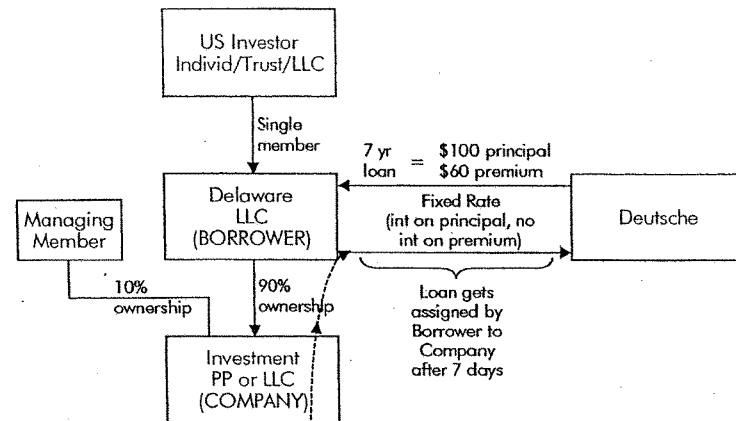 US Investor
Individ/Trust/LLC
Single
member
7 yr
loan
=
$100 principal
$60 premium
Delaware
LLC
(BORROWER)
Fixed Rate
(int on principal, no
int on premium)
Deutsche
Managing
Member
10%
ownership
90%
ownership
Loan gets
assigned by
Borrower to
Company
after 7 days
Investment
PP or LLC
(COMPANY)